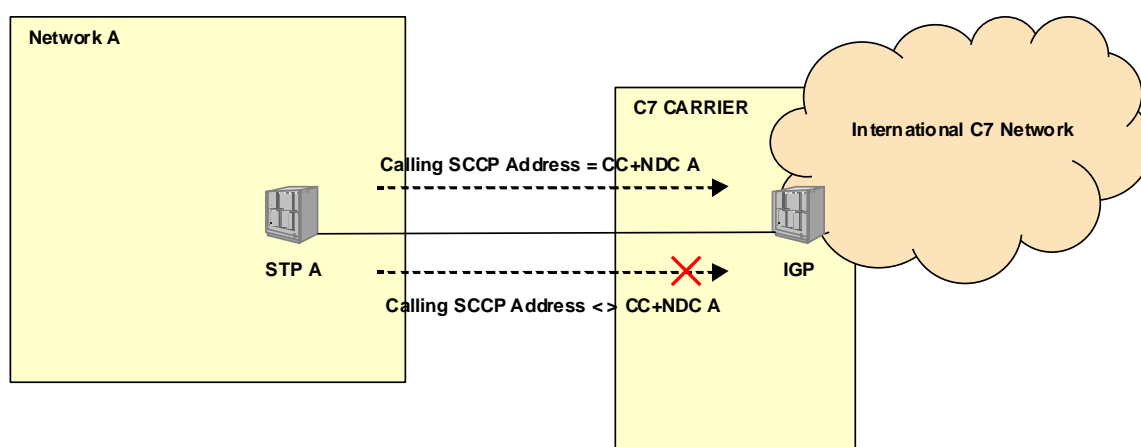 Network A
C7 CARRIER
International C7 Network
Calling SCCP Address = CC+NDC A
STP A
IGP
Calling SCCP Address < > CC+NDC A